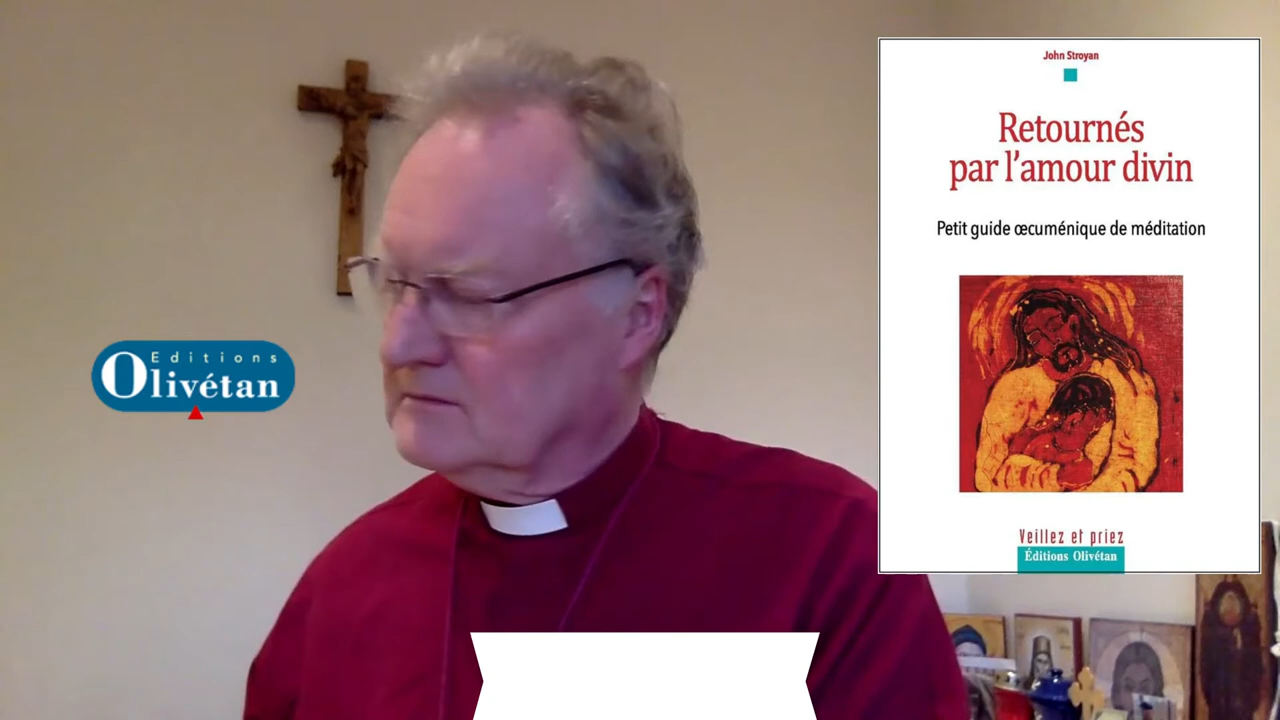 Editions
Olivétan
John Stroyan
Retournés
par l'amour divin
Petit guide œcuménique de méditation
Veillez et priez
Éditions Olivétan